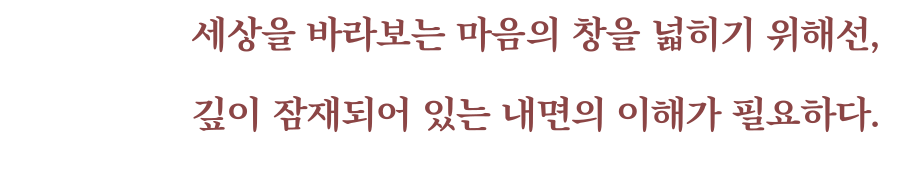 세상을 바라보는 마음의 창을 넓히기 위해선,
깊이 잠재되어 있는 내면의 이해가 필요하다.